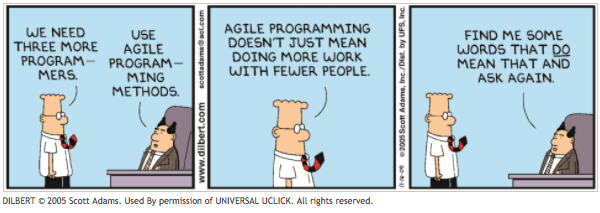 WE NEED
THREE MORE
PROGRAM—
MERS.
USE
AGILE
PROGRAM—
MING
METHODS.
www.dilbert.com
scottadams@aol.com
AGILE PROGRAMMING
DOESN'T JUST MEAN
DOING MORE WORK
WITH FEWER PEOPLE.
© 2005 Scott Adams, Inc./Dist. by UFS, Inc.
FIND ME SOME
WORDS THAT DO
MEAN THAT AND
ASK AGAIN.
DILBERT © 2005 Scott Adams. Used By permission of UNIVERSAL UCLICK. All rights reserved.